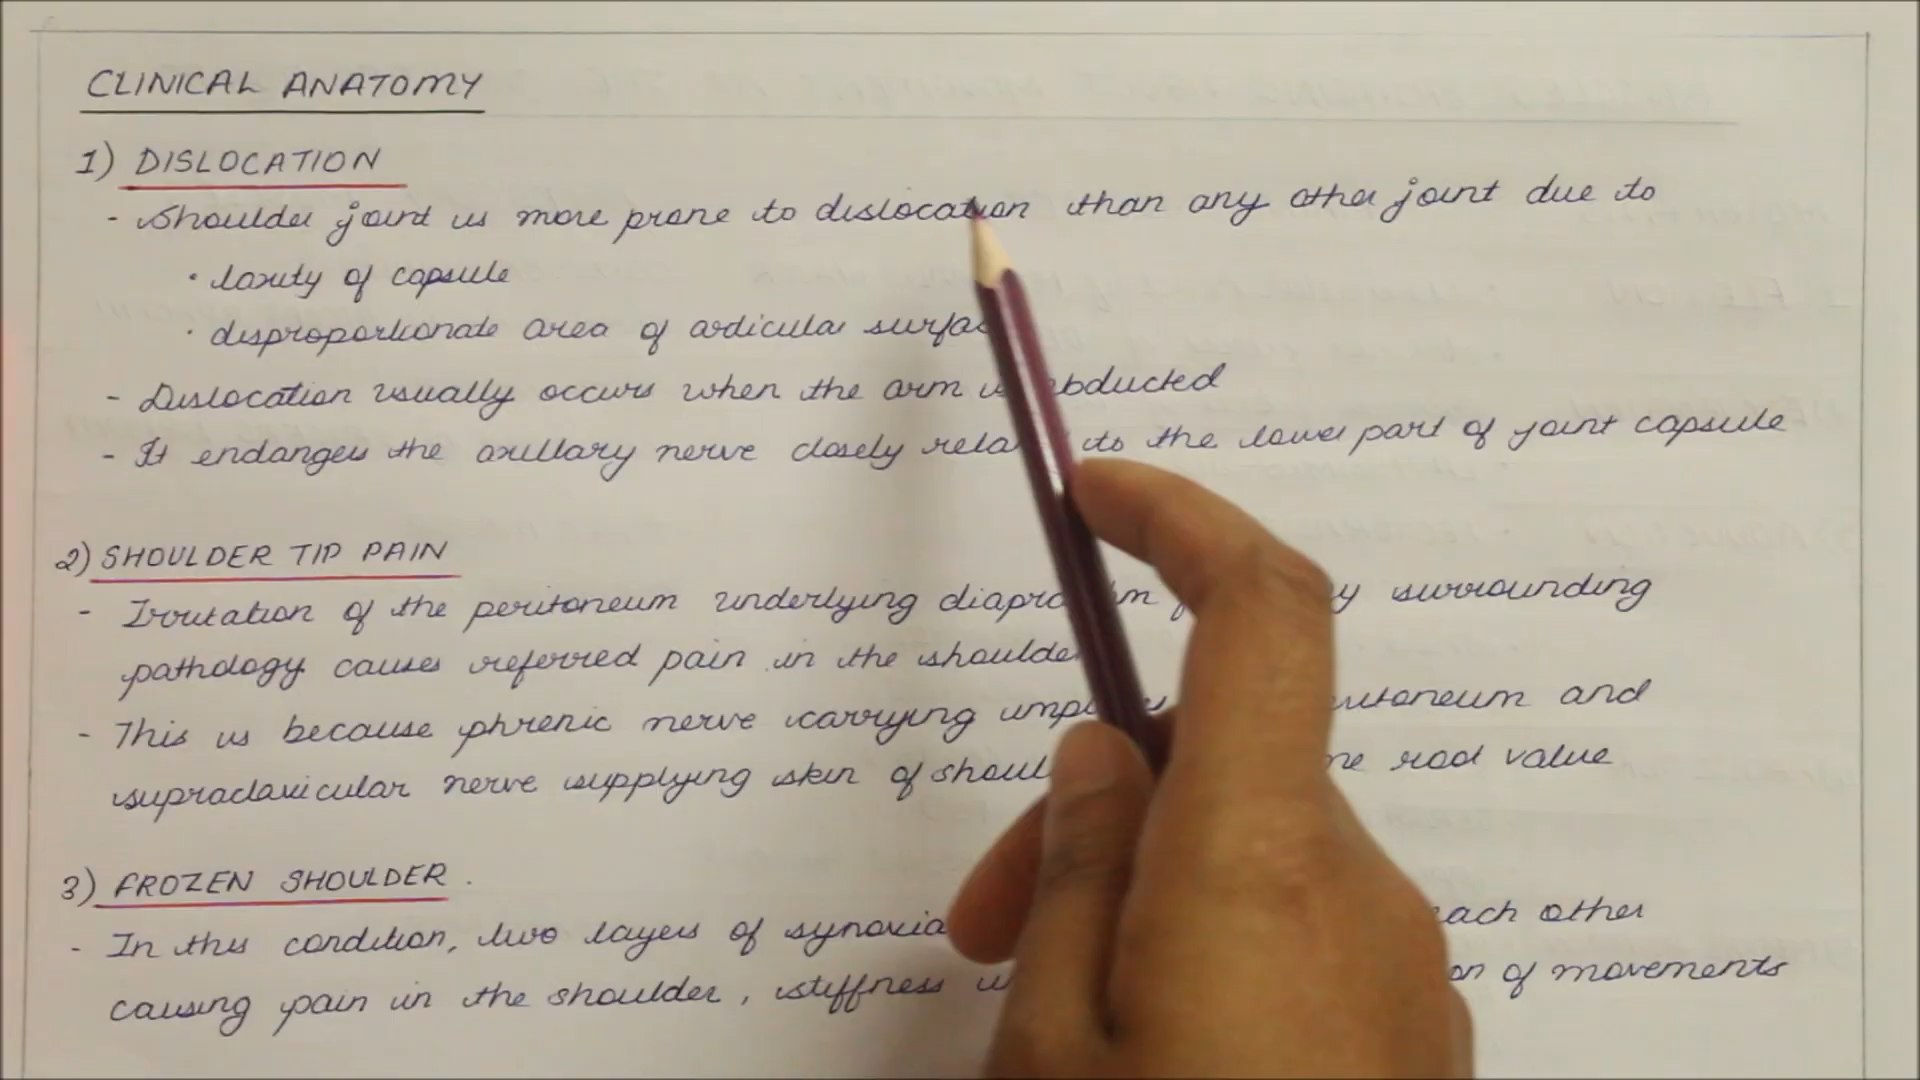 CLINICAL ANATOMY
1) DISLOCATION
- Shoulder joint is more prone to dislocation than any other joint due to
• laxity of capsule
• disproportionate area of articular
- Dislocation usually occurs when the arm is abducted
- It endangers the axillary nerve closely to the lower part of joint capsule
2) SHOULDER TIP PAIN
- Irritation of the peritoneum underlying surrounding
pathology causes referred pain in the shoulder
- This is because phrenic nerve carrying and
supraclavicular nerve supplying skin of root value
3) FROZEN SHOULDER.
- In this condition, two layers of each other
causing pain in the shoulder, stiffness of movements